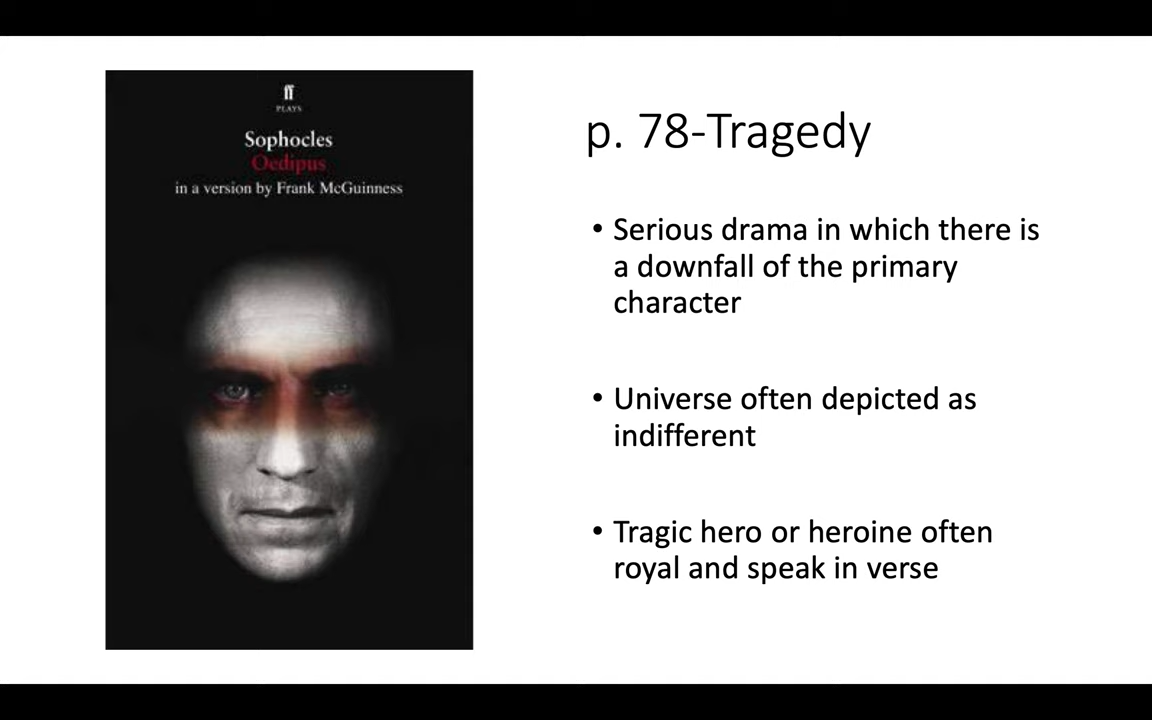 ff
PLAYS
Sophocles
Oedipus
in a version by Frank McGuinness
p. 78-Tragedy
• Serious drama in which there is
a downfall of the primary
character
• Universe often depicted as
indifferent
• Tragic hero or heroine often
royal and speak in verse